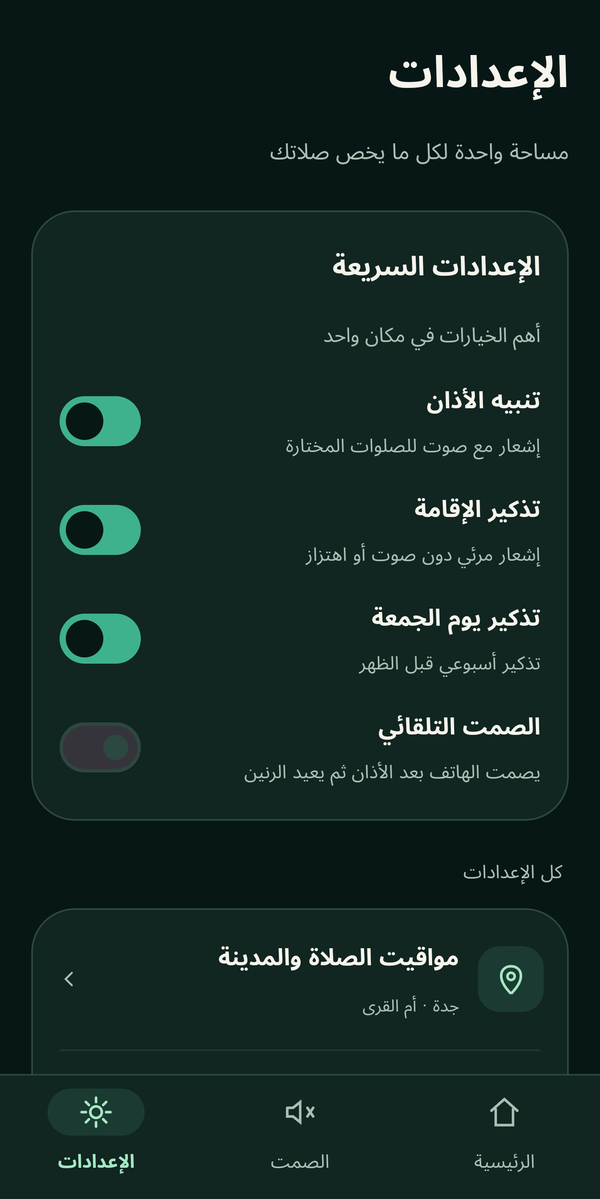 الإعدادات
مساحة واحدة لكل ما يخص صلاتك
الإعدادات السريعة
أهم الخيارات في مكان واحد
تنبيه الأذان
إشعار مع صوت للصلوات المختارة
تذكير الإقامة
إشعار مرئي دون صوت أو اهتزاز
تذكير يوم الجمعة
تذكير أسبوعي قبل الظهر
الصمت التلقائي
يصمت الهاتف بعد الأذان ثم يعيد الرنين
كل الإعدادات
مواقيت الصلاة والمدينة
جدة · أم القرى
الرئيسية
الصمت
الإعدادات